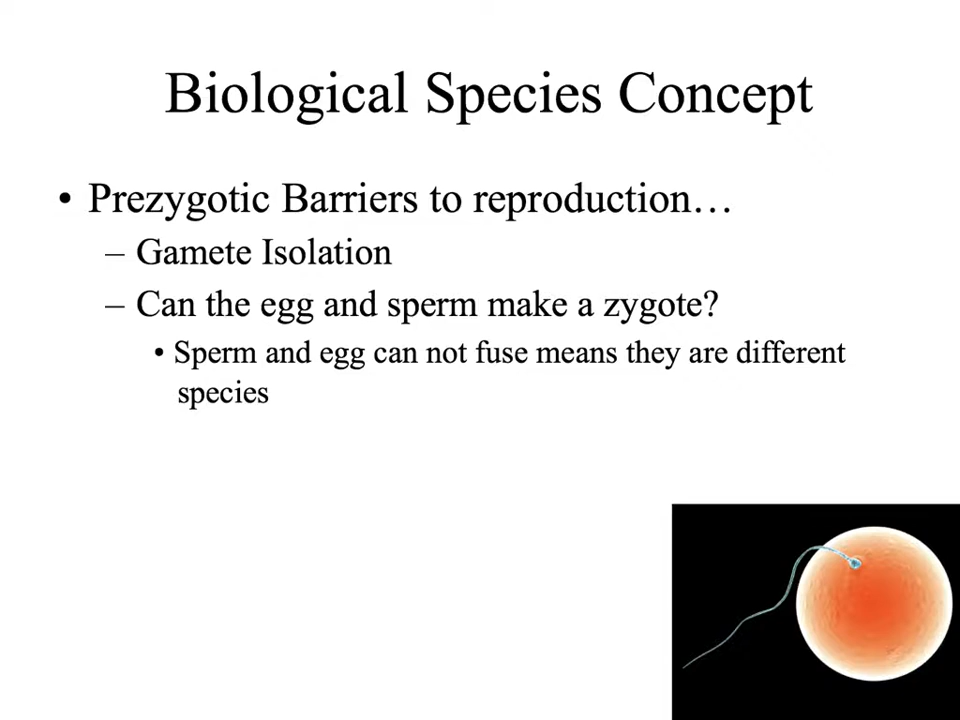 Biological Species Concept
• Prezygotic Barriers to reproduction…
– Gamete Isolation
– Can the egg and sperm make a zygote?
• Sperm and egg can not fuse means they are different
species